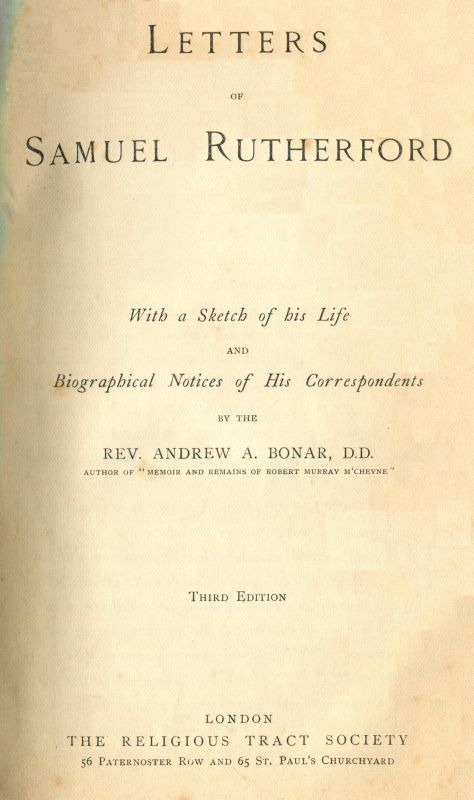 LETTERS
OF
SAMUEL RUTHERFORD
With a Sketch of his Life
AND
Biographical Notices of His Correspondents
BY THE
REV. ANDREW A. BONAR, D.D.
AUTHOR OF "MEMOIR AND REMAINS OF ROBERT MURRAY M'CHEYNE"
THIRD EDITION
LONDON
THE RELIGIOUS TRACT SOCIETY
56 PATERNOSTER ROW AND 65 ST. PAUL'S CHURCHYARD